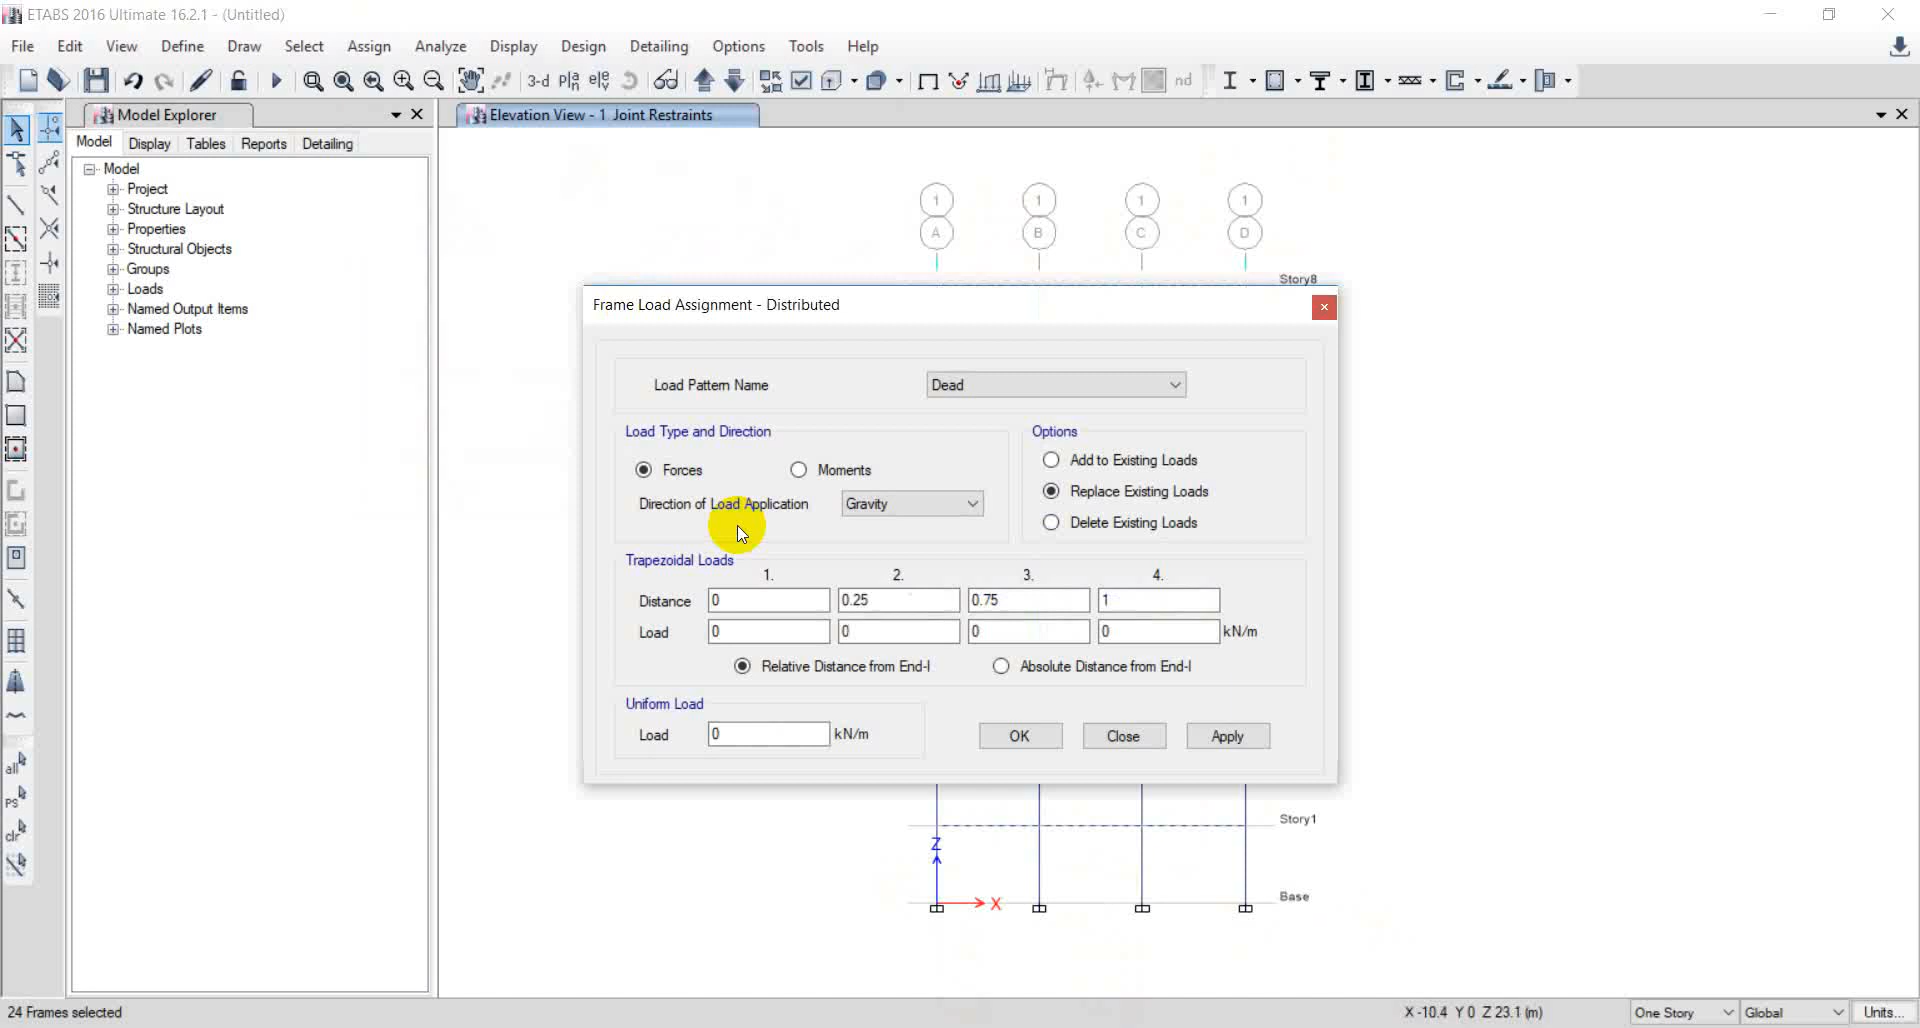 ETABS 2016 Ultimate 16.2.1 - (Untitled)
File Edit View Define Draw Select Assign Analyze Display Design Detailing Options Tools Help
3-d nd
Model Explorer
Elevation View - 1 Joint Restraints
Model Display Tables Reports Detailing
Model
Project
Structure Layout
Properties
Structural Objects
Groups
Loads
Named Output Items
Named Plots
1 1 1 1
A B C D
Story8
Frame Load Assignment - Distributed
Load Pattern Name Dead
Load Type and Direction
Forces Moments
Direction of Load Application Gravity
Options
Add to Existing Loads
Replace Existing Loads
Delete Existing Loads
Trapezoidal Loads
1. 2. 3. 4.
Distance 0 0.25 0.75 1
Load 0 0 0 0 kN/m
Relative Distance from End-I Absolute Distance from End-I
Uniform Load
Load 0 kN/m
OK Close Apply
all
PS
clr
Story1
Z
X
Base
24 Frames selected
X -10.4 Y 0 Z 23.1 (m)
One Story Global Units...